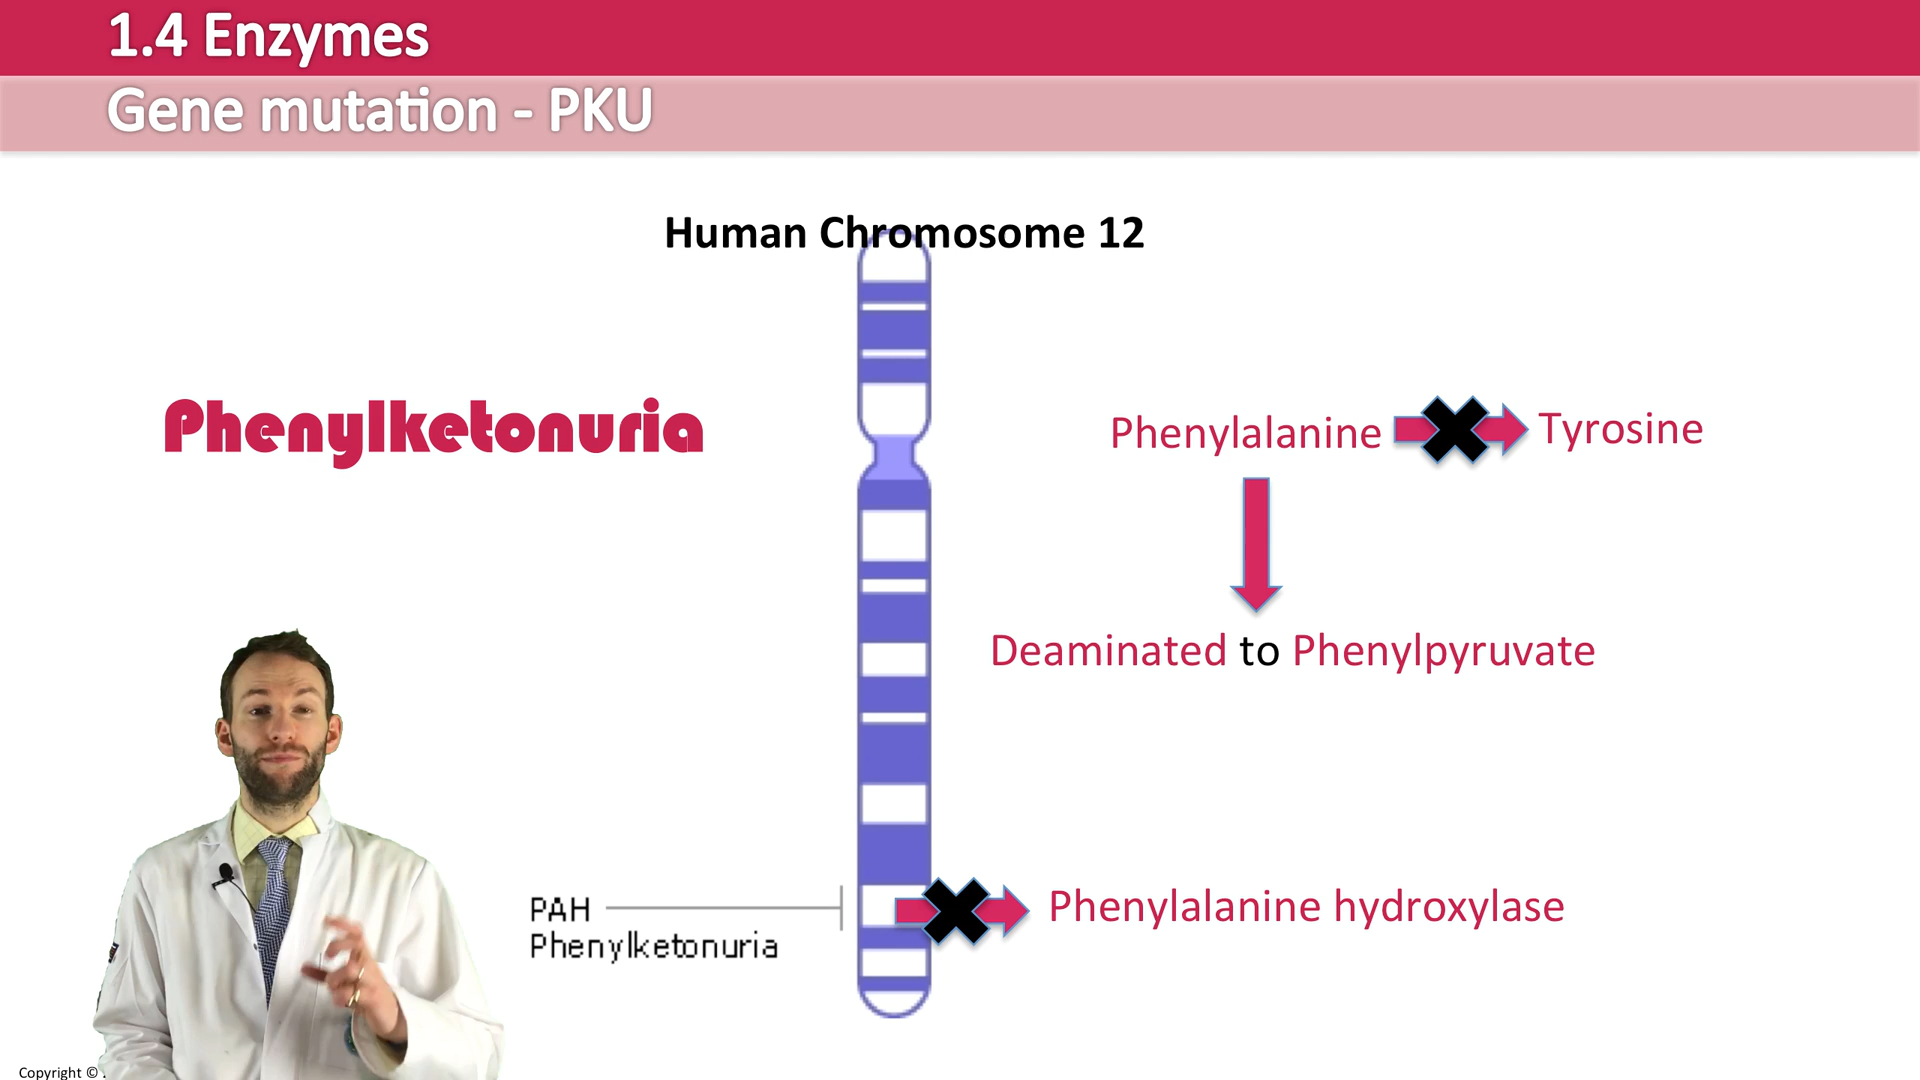 1.4 Enzymes
Gene mutation - PKU
Human Chromosome 12
Phenylketonuria
Phenylalanine
Tyrosine
Deaminated to Phenylpyruvate
PAH
Phenylketonuria
Phenylalanine hydroxylase
Copyright ©